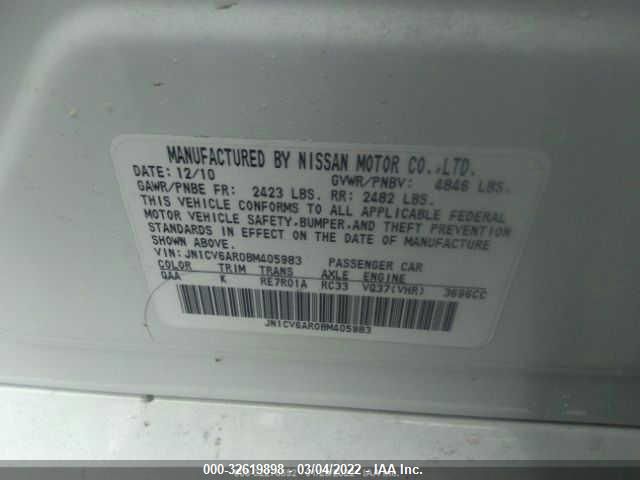 MANUFACTURED BY NISSAN MOTOR CO.,LTD.
DATE: 12/10 GVWR/PNBV: 4846 LBS.
GAWR/PNBE FR: 2423 LBS. RR: 2482 LBS.
THIS VEHICLE CONFORMS TO ALL APPLICABLE FEDERAL
MOTOR VEHICLE SAFETY,BUMPER,AND THEFT PREVENTION
STANDARDS IN EFFECT ON THE DATE OF MANUFACTURE
SHOWN ABOVE.
VIN: JN1CV6AR0BM405983 PASSENGER CAR
COLOR TRIM TRANS AXLE ENGINE
QAA K RE7R01A RC33 VQ37(VHR) 3696CC
JN1CV6AR0BM405983
000-32619898 - 03/04/2022 - IAA Inc.